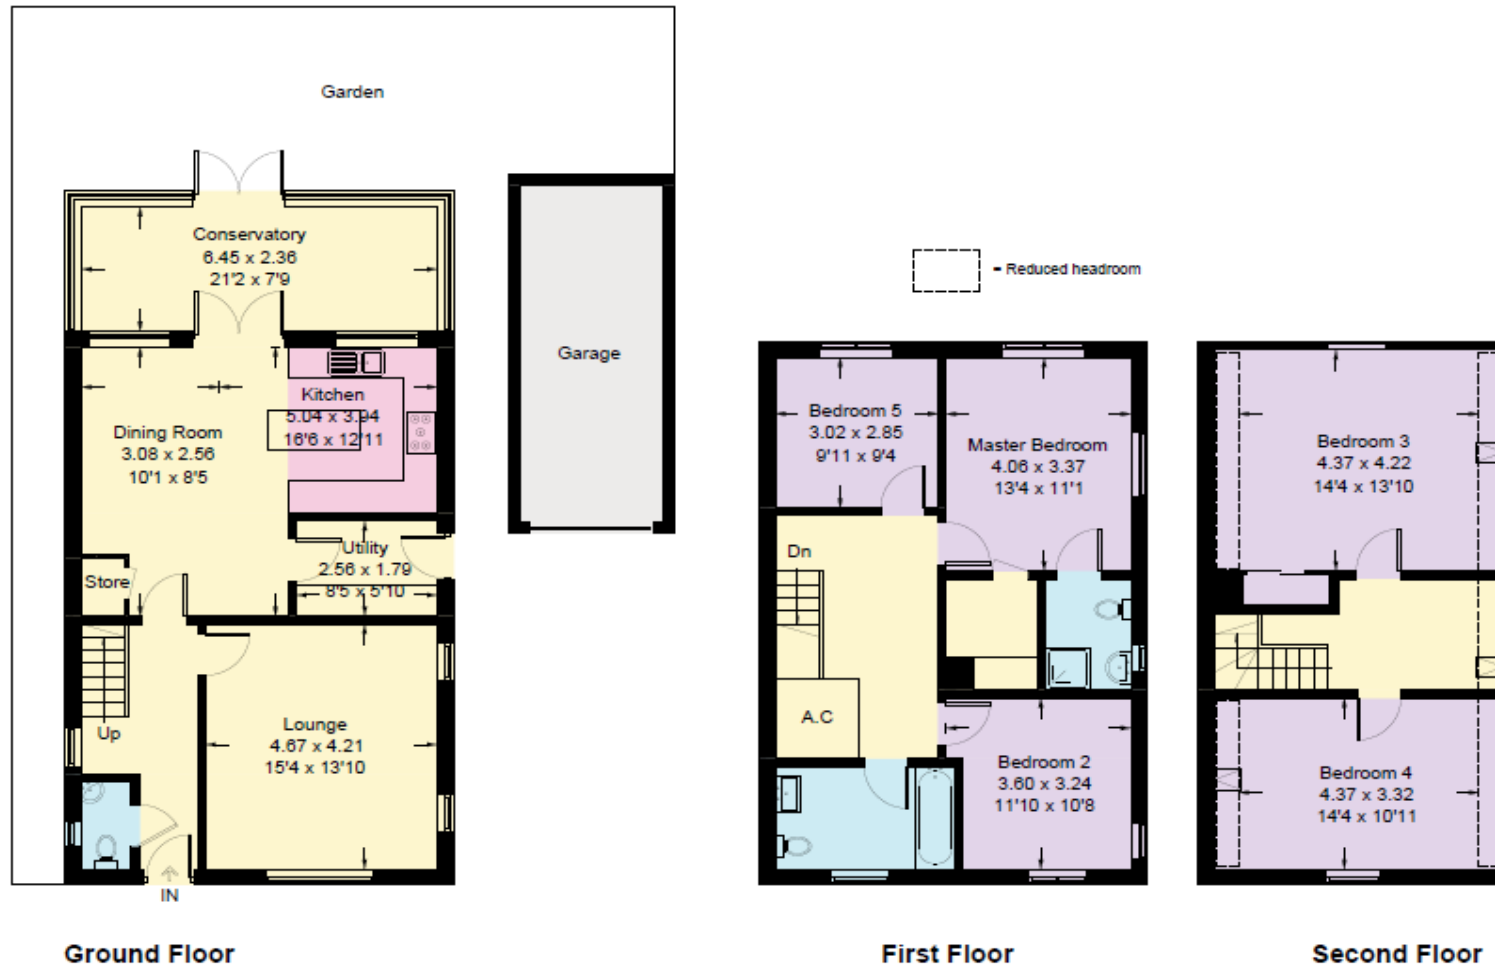 Garden
Conservatory
6.45 x 2.36
21'2 x 7'9
Garage
Kitchen
5.04 x 3.94
16'6 x 12'11
Dining Room
3.08 x 2.56
10'1 x 8'5
Utility
2.56 x 1.79
8'5 x 5'10
Store
Up
Lounge
4.67 x 4.21
15'4 x 13'10
IN
Ground Floor
- Reduced headroom
Bedroom 5
3.02 x 2.85
9'11 x 9'4
Master Bedroom
4.06 x 3.37
13'4 x 11'1
Dn
A.C
Bedroom 2
3.60 x 3.24
11'10 x 10'8
First Floor
Bedroom 3
4.37 x 4.22
14'4 x 13'10
Bedroom 4
4.37 x 3.32
14'4 x 10'11
Second Floor